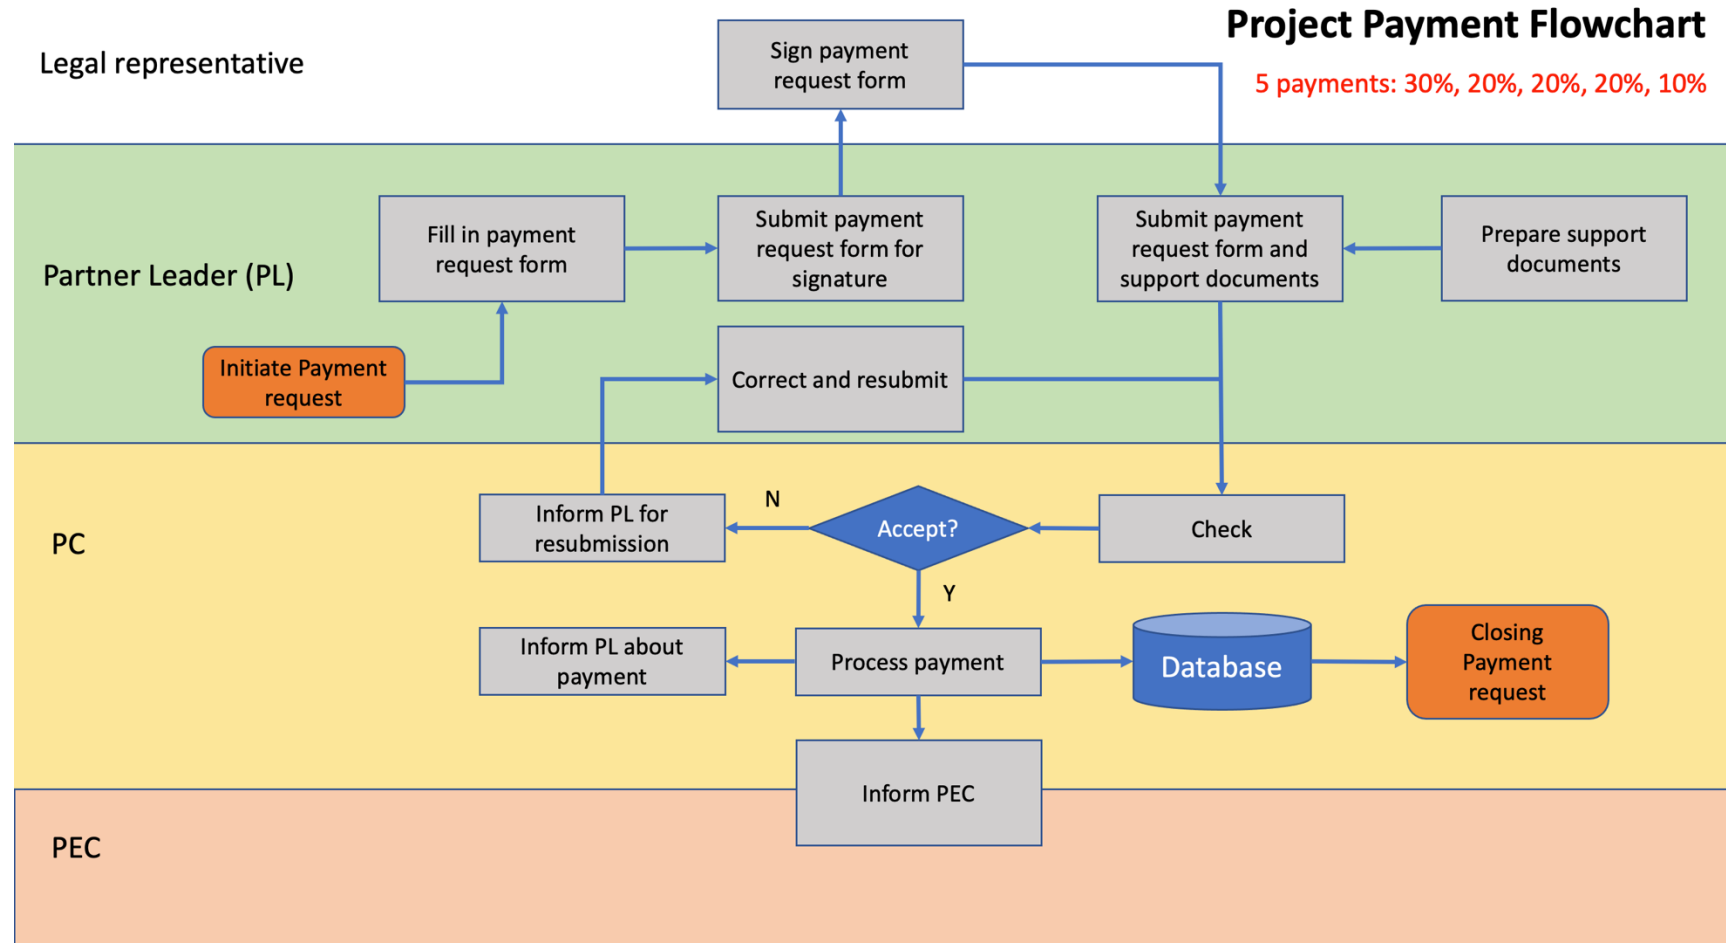 Project Payment Flowchart
5 payments: 30%, 20%, 20%, 20%, 10%
Legal representative
Sign payment
request form
Partner Leader (PL)
Fill in payment
request form
Submit payment
request form for
signature
Submit payment
request form and
support documents
Prepare support
documents
Initiate Payment
request
Correct and resubmit
PC
Inform PL for
resubmission
N
Accept?
Check
Y
Inform PL about
payment
Process payment
Database
Closing
Payment
request
Inform PEC
PEC